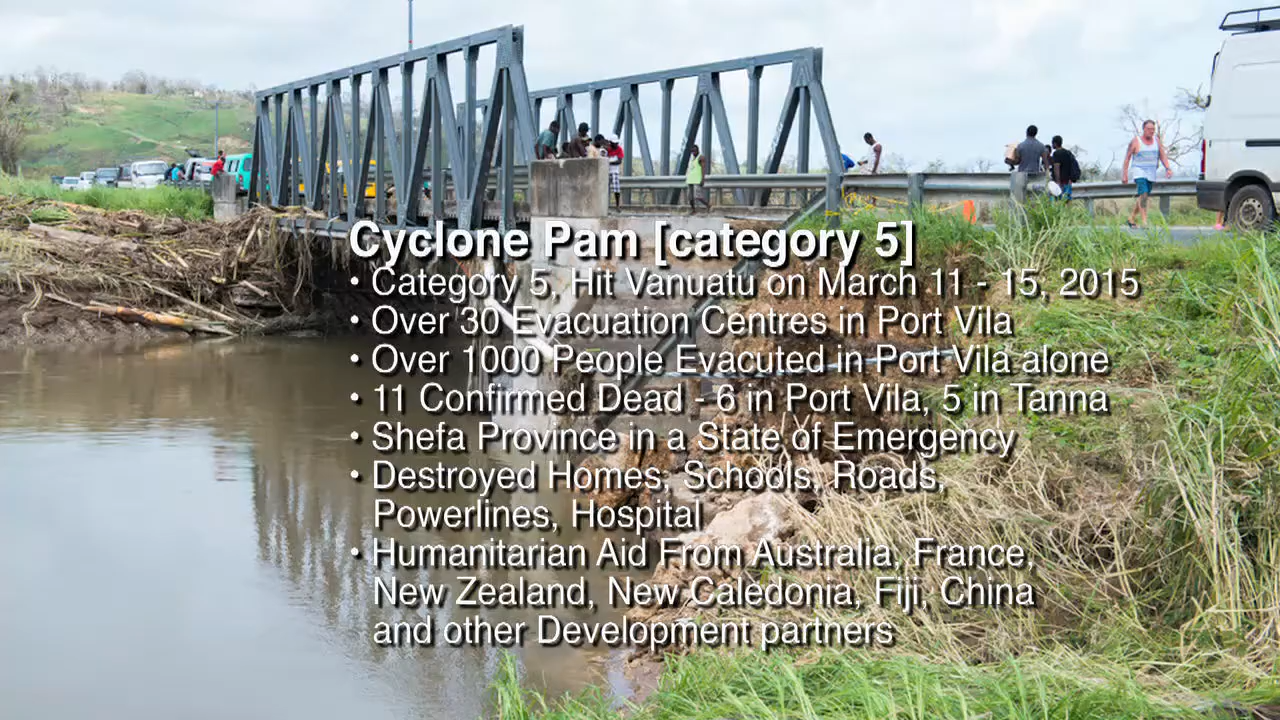 Cyclone Pam [category 5]
• Category 5, Hit Vanuatu on March 11 - 15, 2015
• Over 30 Evacuation Centres in Port Vila
• Over 1000 People Evacuted in Port Vila alone
• 11 Confirmed Dead - 6 in Port Vila, 5 in Tanna
• Shefa Province in a State of Emergency
• Destroyed Homes, Schools, Roads,
Powerlines, Hospital
• Humanitarian Aid From Australia, France,
New Zealand, New Caledonia, Fiji, China
and other Development partners